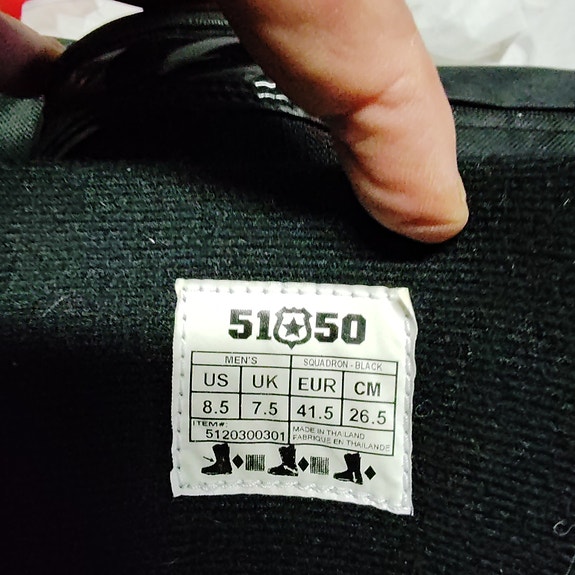 51 50
MEN'S SQUADRON - BLACK
US UK EUR CM
8.5 7.5 41.5 26.5
ITEM#:
5120300301
MADE IN THAILAND
FABRIQUE EN THAILANDE